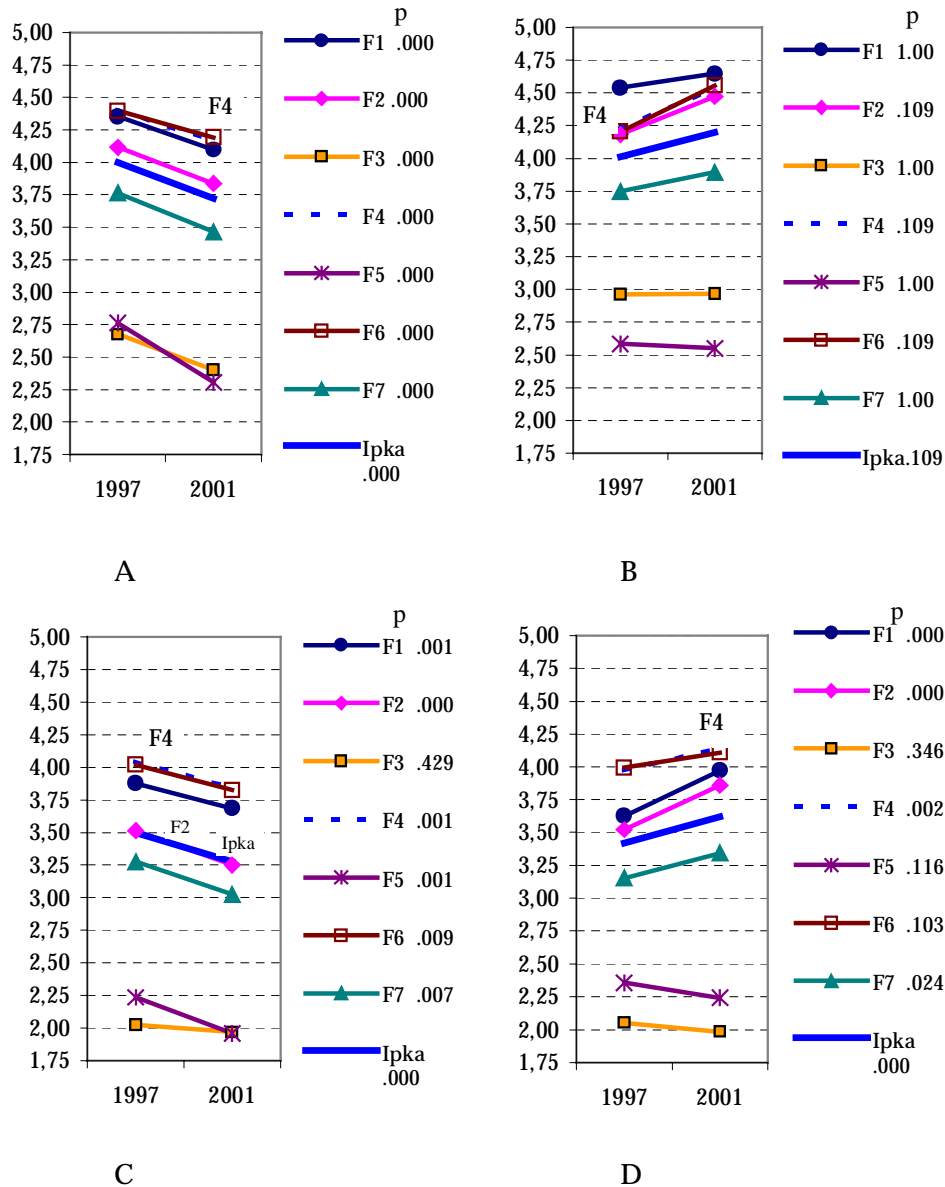 p
5,00
4,75
4,50
4,25
4,00
3,75
3,50
3,25
3,00
2,75
2,50
2,25
2,00
1,75
F4
1997 2001
F1 .000
F2 .000
F3 .000
F4 .000
F5 .000
F6 .000
F7 .000
Ipka
.000
A
p
5,00
4,75
4,50
4,25
4,00
3,75
3,50
3,25
3,00
2,75
2,50
2,25
2,00
1,75
F4
1997 2001
F1 1.00
F2 .109
F3 1.00
F4 .109
F5 1.00
F6 .109
F7 1.00
Ipka.109
B
p
5,00
4,75
4,50
4,25
4,00
3,75
3,50
3,25
3,00
2,75
2,50
2,25
2,00
1,75
F4
F2
Ipka
1997 2001
F1 .001
F2 .000
F3 .429
F4 .001
F5 .001
F6 .009
F7 .007
Ipka
.000
C
p
5,00
4,75
4,50
4,25
4,00
3,75
3,50
3,25
3,00
2,75
2,50
2,25
2,00
1,75
F4
1997 2001
F1 .000
F2 .000
F3 .346
F4 .002
F5 .116
F6 .103
F7 .024
Ipka
.000
D